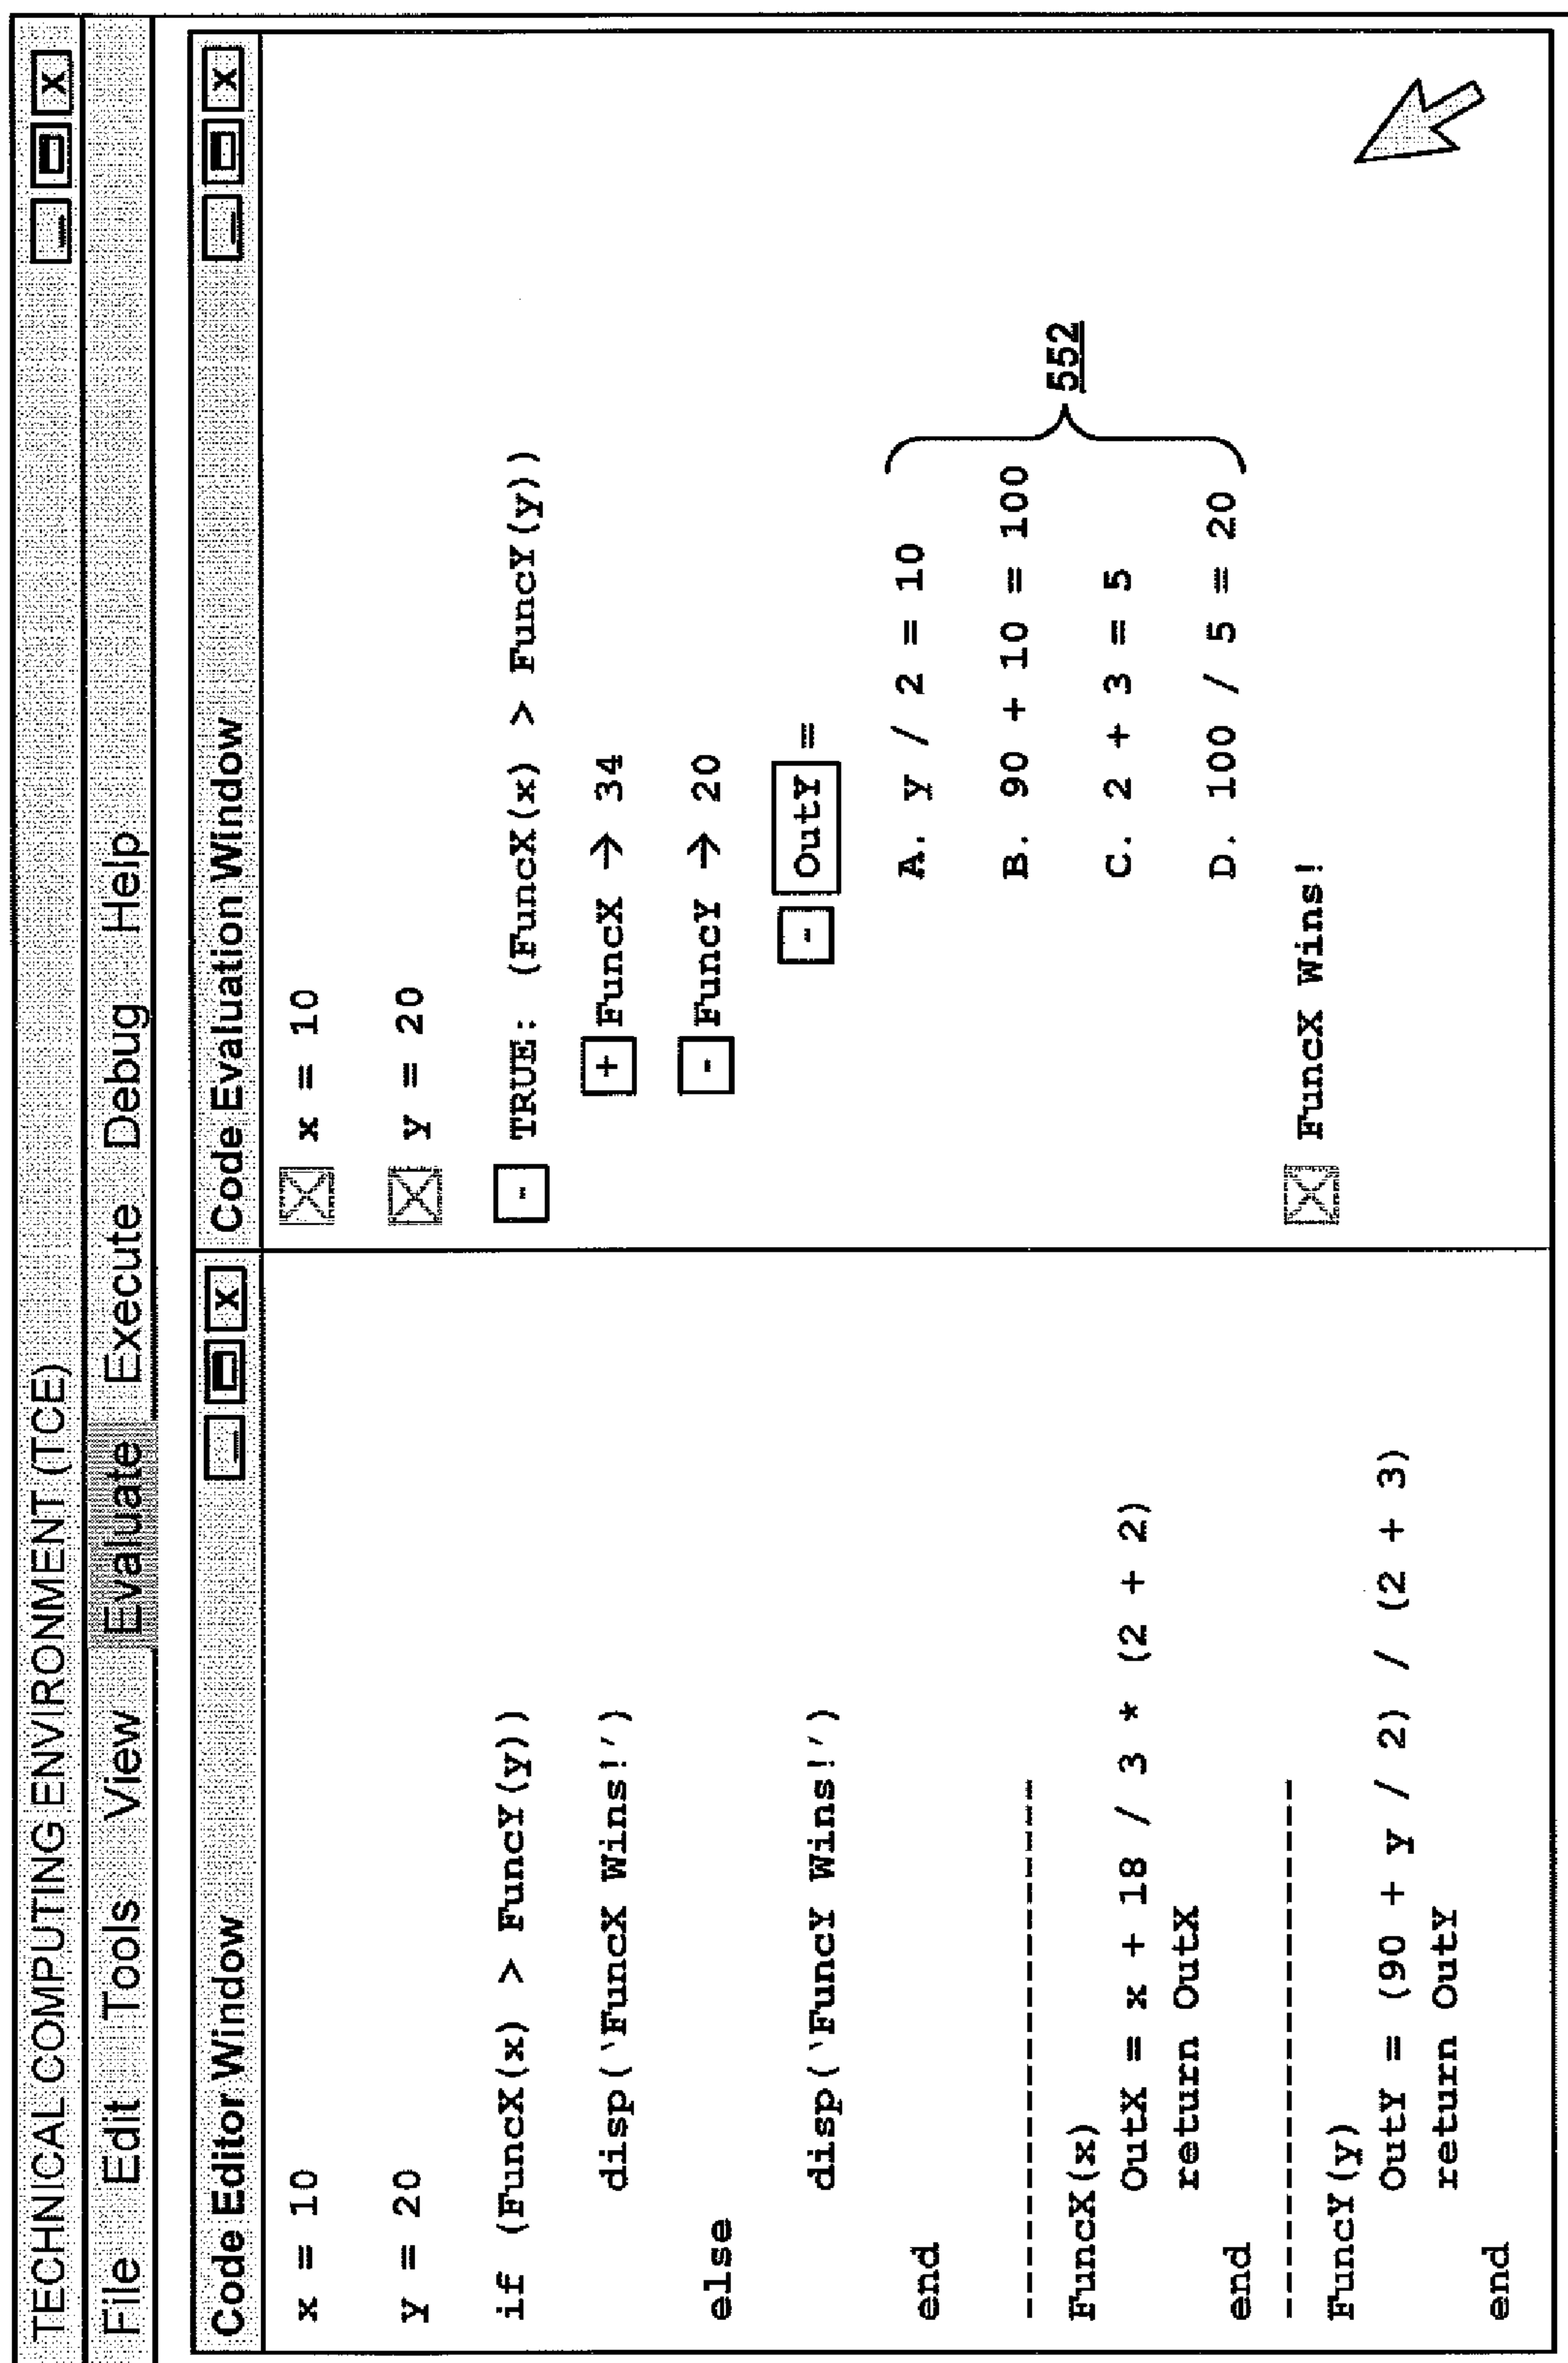 TECHNICAL COMPUTING ENVIRONMENT (TCE) _ X
File Edit Tools View Evaluate Execute Debug Help
Code Editor Window _ X
x = 10
y = 20
if (FuncX(x) > FuncY(y))
disp(‵FuncX Wins!′)
else
disp(‵FuncY Wins!′)
end
----------------------
FuncX(x)
OutX = x + 18 / 3 * (2 + 2)
return OutX
end
----------------------
FuncY(y)
OutY = (90 + y / 2) / (2 + 3)
return OutY
end
Code Evaluation Window _ X
x = 10
y = 20
- TRUE: (FuncX(x) > FuncY(y))
+ FuncX → 34
- FuncY → 20
- OutY =
A. y / 2 = 10
B. 90 + 10 = 100
C. 2 + 3 = 5
D. 100 / 5 = 20
552
FuncX Wins!